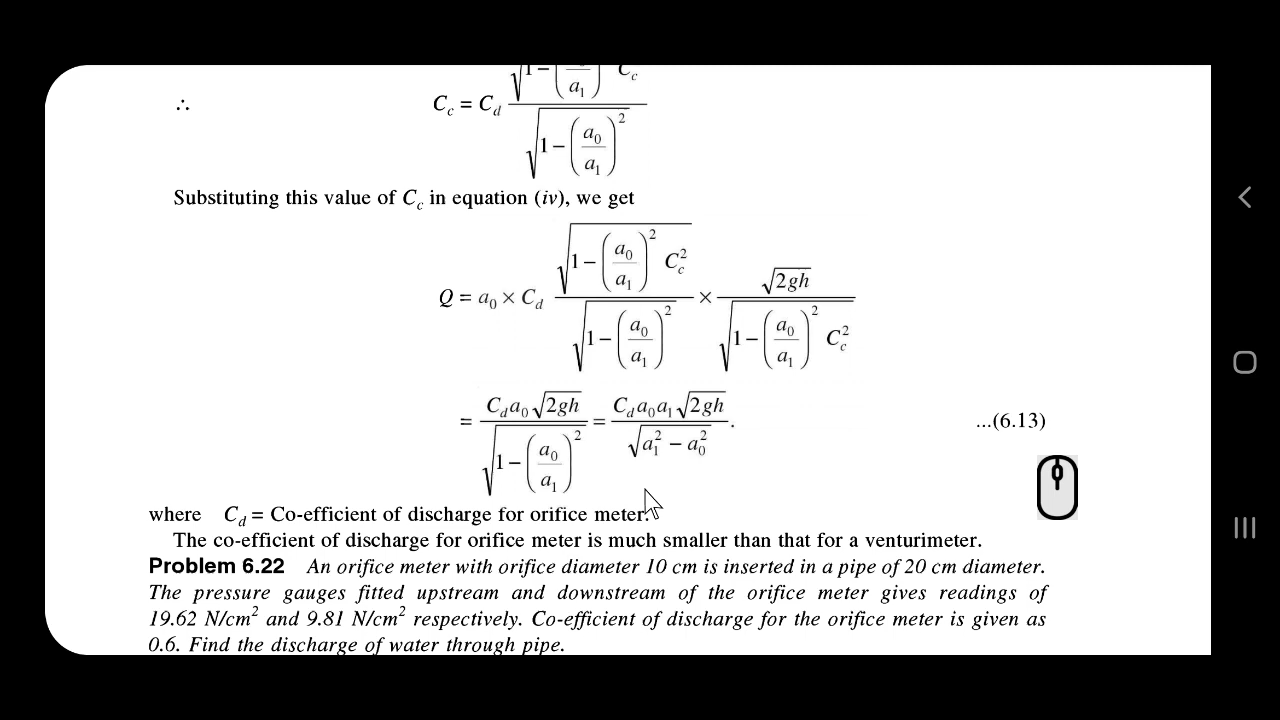 ∴ C_c = C_d √(1 − (a_0/a_1)^2 C_c^2) / √(1 − (a_0/a_1)^2)
Substituting this value of C_c in equation (iv), we get
Q = a_0 × C_d √(1 − (a_0/a_1)^2 C_c^2) / √(1 − (a_0/a_1)^2) × √(2gh) / √(1 − (a_0/a_1)^2 C_c^2)
= C_d a_0 √(2gh) / √(1 − (a_0/a_1)^2) = C_d a_0 a_1 √(2gh) / √(a_1^2 − a_0^2). ...(6.13)
where C_d = Co-efficient of discharge for orifice meter.
The co-efficient of discharge for orifice meter is much smaller than that for a venturimeter.
Problem 6.22 An orifice meter with orifice diameter 10 cm is inserted in a pipe of 20 cm diameter.
The pressure gauges fitted upstream and downstream of the orifice meter gives readings of
19.62 N/cm^2 and 9.81 N/cm^2 respectively. Co-efficient of discharge for the orifice meter is given as
0.6. Find the discharge of water through pipe.